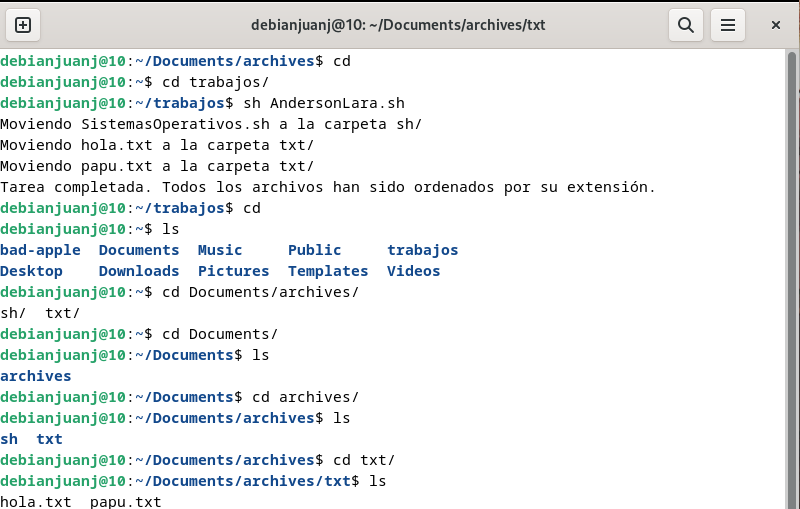 debianjuanj@10: ~/Documents/archives/txt
debianjuanj@10:~/Documents/archives$ cd
debianjuanj@10:~$ cd trabajos/
debianjuanj@10:~/trabajos$ sh AndersonLara.sh
Moviendo SistemasOperativos.sh a la carpeta sh/
Moviendo hola.txt a la carpeta txt/
Moviendo papu.txt a la carpeta txt/
Tarea completada. Todos los archivos han sido ordenados por su extensión.
debianjuanj@10:~/trabajos$ cd
debianjuanj@10:~$ ls
bad-apple  Documents  Music     Public     trabajos
Desktop    Downloads  Pictures  Templates  Videos
debianjuanj@10:~$ cd Documents/archives/
sh/  txt/
debianjuanj@10:~$ cd Documents/
debianjuanj@10:~/Documents$ ls
archives
debianjuanj@10:~/Documents$ cd archives/
debianjuanj@10:~/Documents/archives$ ls
sh  txt
debianjuanj@10:~/Documents/archives$ cd txt/
debianjuanj@10:~/Documents/archives/txt$ ls
hola.txt  papu.txt